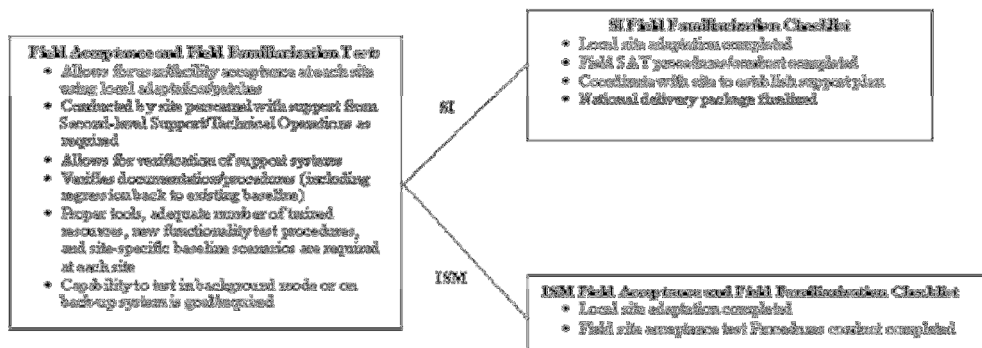 Field Acceptance and Field Familiarization Tests
• Allows for user/facility acceptance at each site
using local adaptation/patches
• Conducted by site personnel with support from
Second-level Support/Technical Operations as
required
• Allows for verification of support systems
• Verifies documentation/procedures (including
regression back to existing baseline)
• Proper tools, adequate number of trained
resources, new functionality test procedures,
and site-specific baseline scenarios are required
at each site
• Capability to test in background mode or on
back-up system is goal/required
SI
ISM
SI Field Familiarization Checklist
• Local site adaptation completed
• Field SAT procedures/conduct completed
• Coordinate with site to establish support plan
• National delivery package finalized
ISM Field Acceptance and Field Familiarization Checklist
• Local site adaptation completed
• Field site acceptance test Procedures conduct completed